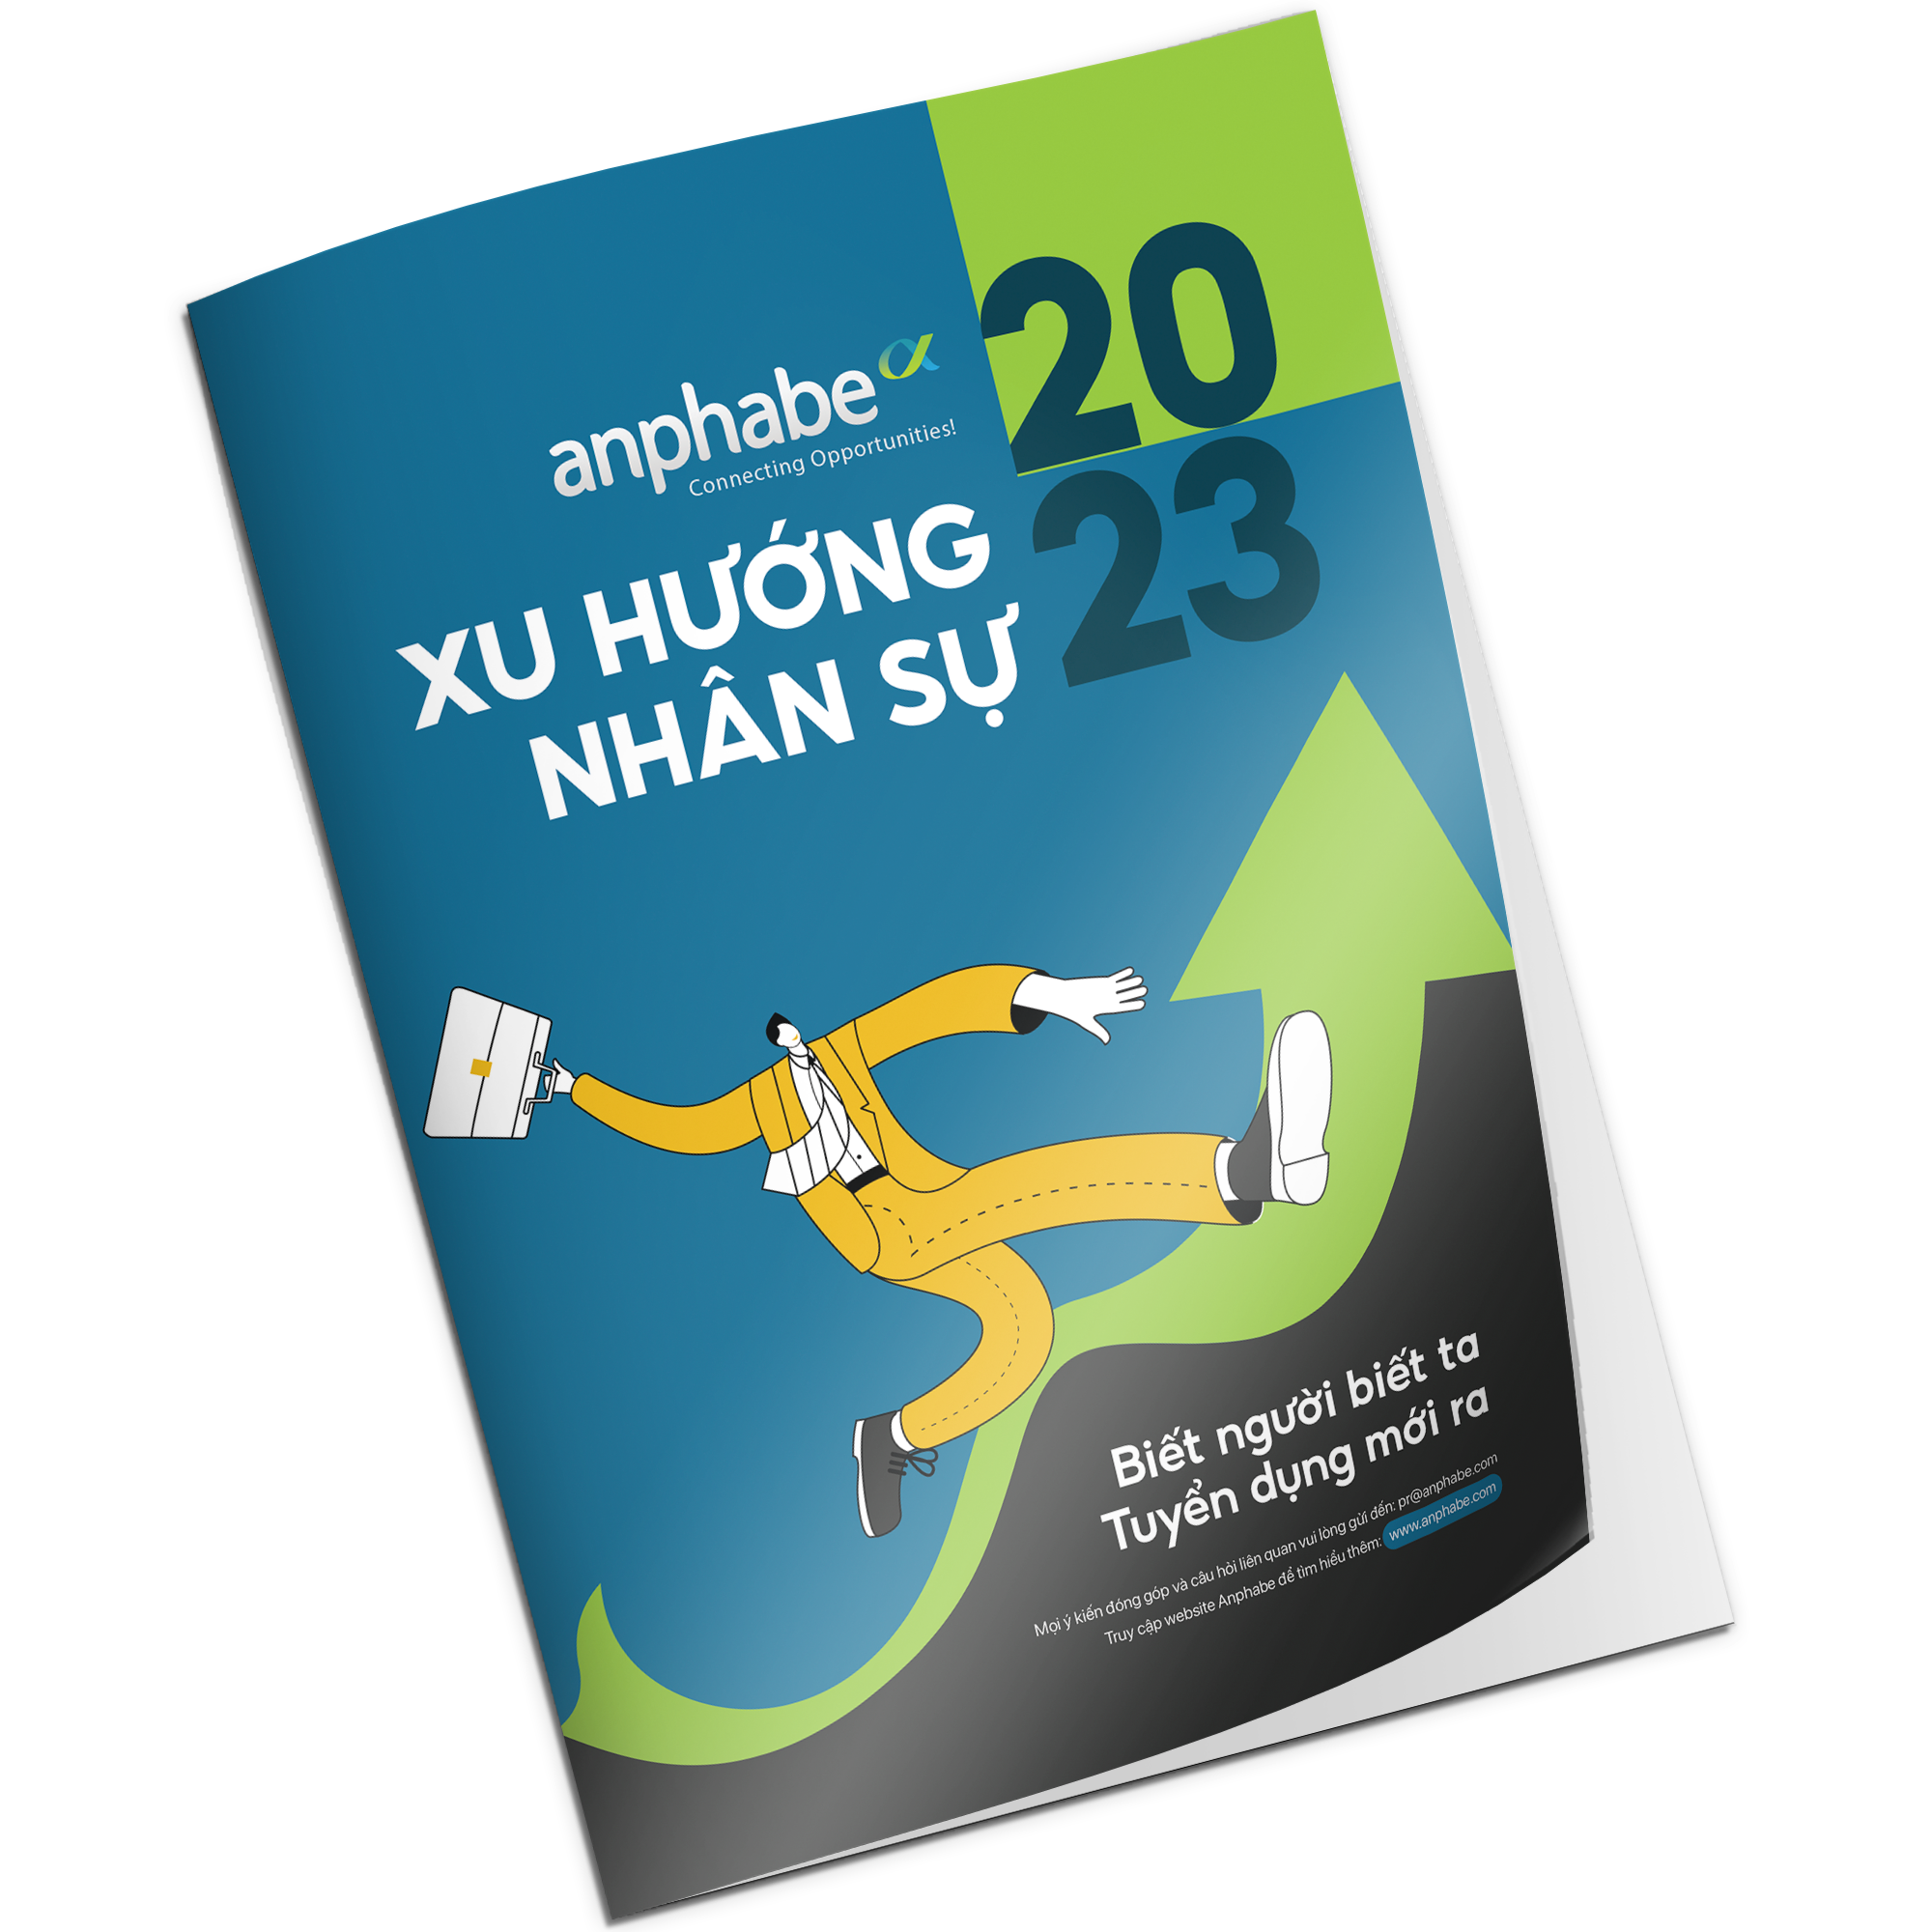 20
23
anphabe
Connecting Opportunities!
XU HƯỚNG
NHÂN SỰ
Biết người biết ta
Tuyển dụng mới ra
Mọi ý kiến đóng góp và câu hỏi liên quan vui lòng gửi đến: pr@anphabe.com
Truy cập website Anphabe để tìm hiểu thêm: www.anphabe.com